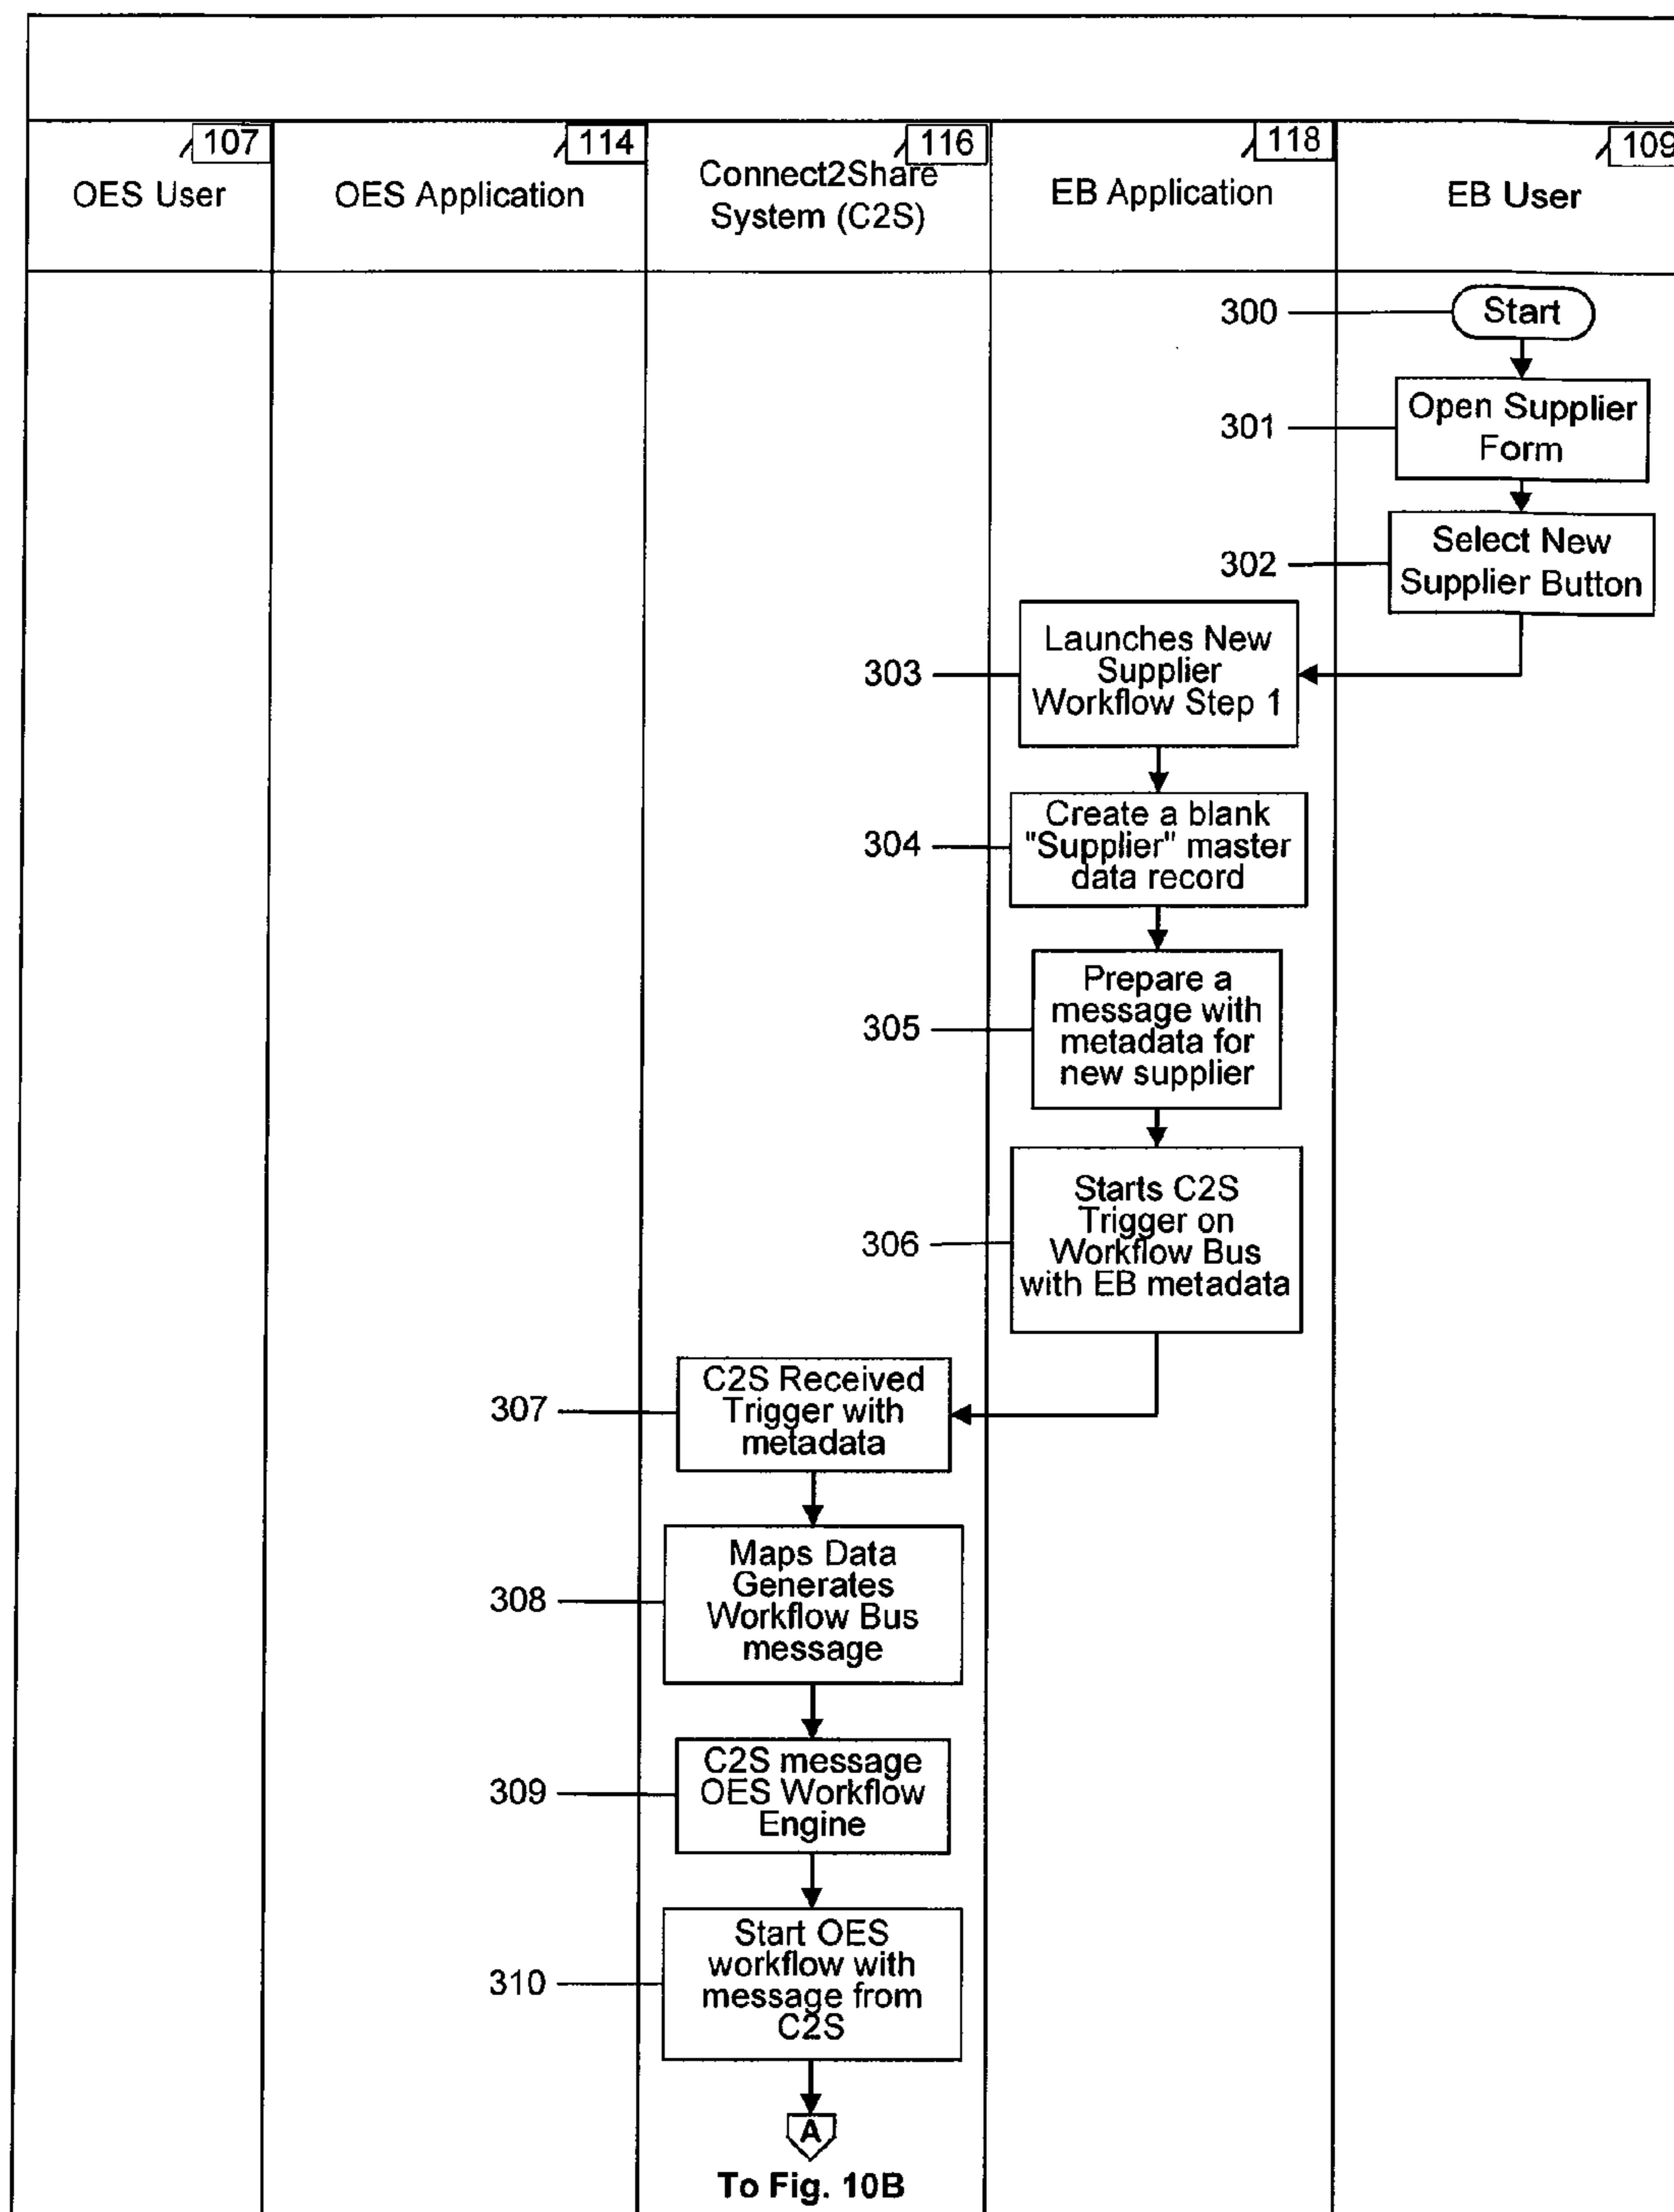 107
114
116
118
109
OES User
OES Application
Connect2Share
System (C2S)
EB Application
EB User
300
Start
301
Open Supplier
Form
302
Select New
Supplier Button
303
Launches New
Supplier
Workflow Step 1
304
Create a blank
"Supplier" master
data record
305
Prepare a
message with
metadata for
new supplier
306
Starts C2S
Trigger on
Workflow Bus
with EB metadata
307
C2S Received
Trigger with
metadata
308
Maps Data
Generates
Workflow Bus
message
309
C2S message
OES Workflow
Engine
310
Start OES
workflow with
message from
C2S
A
To Fig. 10B